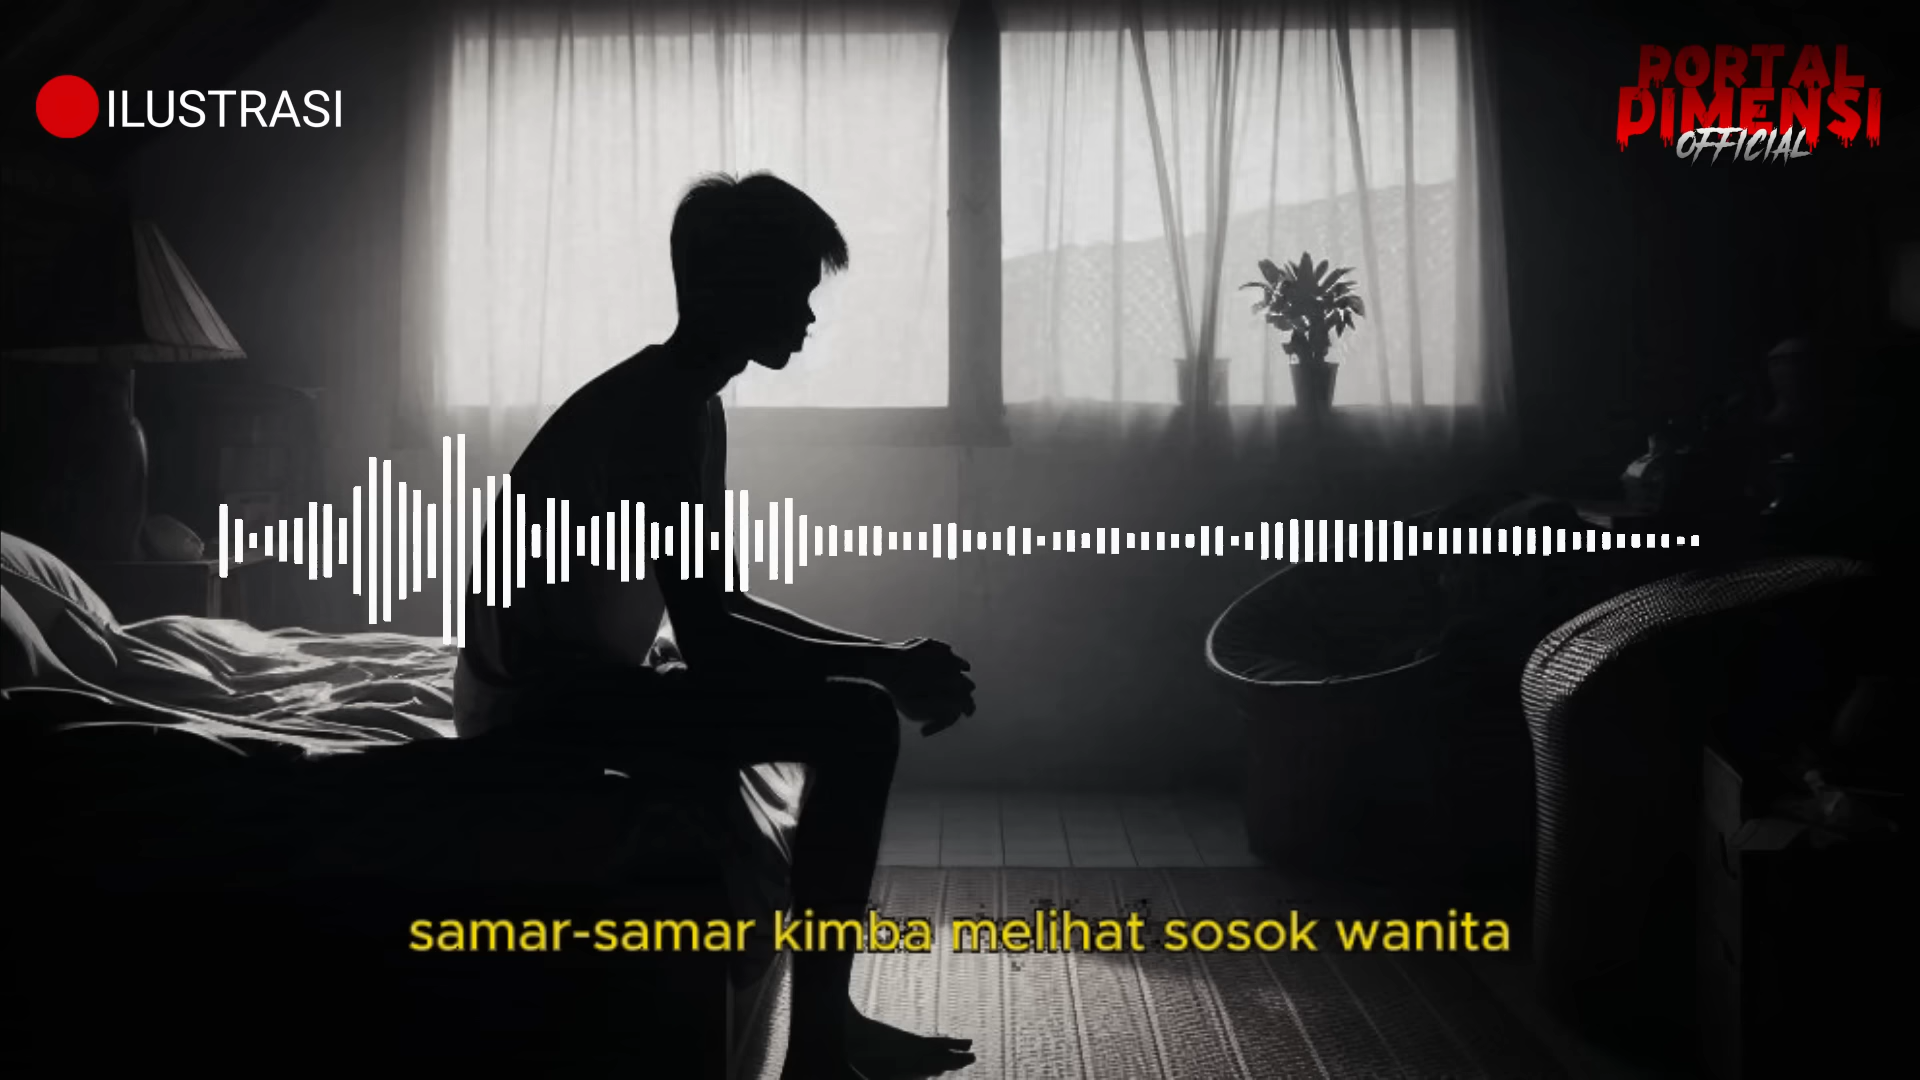 ILUSTRASI
PORTAL
DIMENSI
OFFICIAL
samar-samar kimba melihat sosok wanita